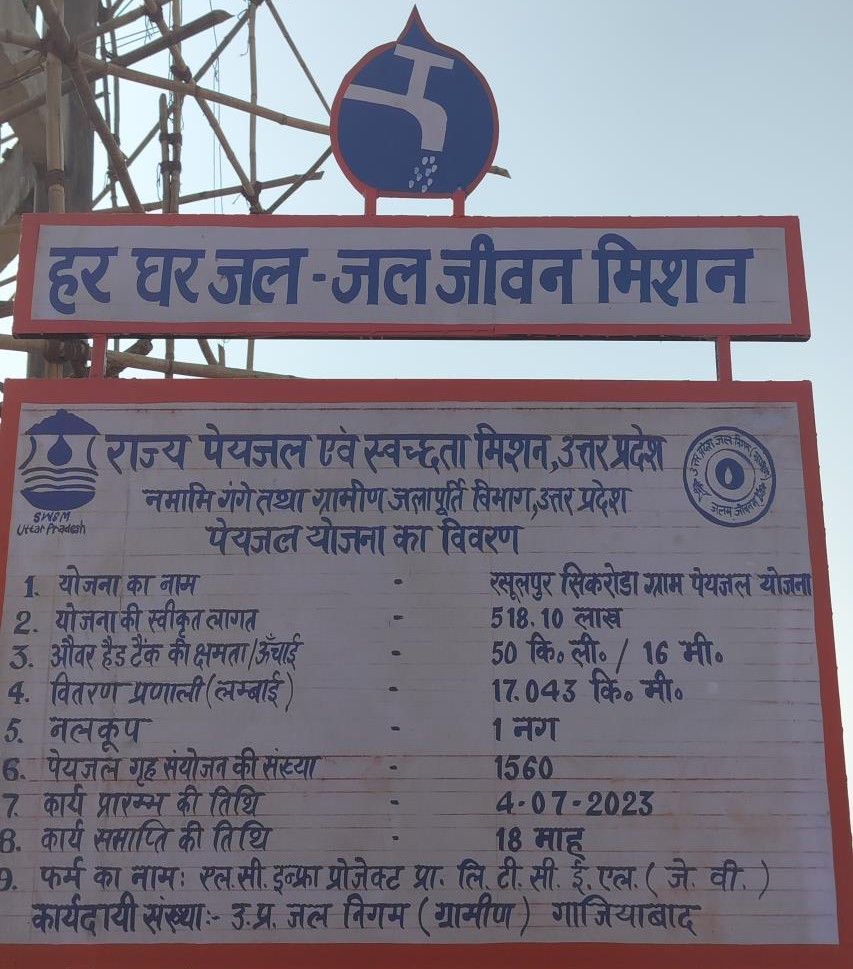 हर घर जल - जल जीवन मिशन
राज्य पेयजल एवं स्वच्छता मिशन, उत्तर प्रदेश
नमामि गंगे तथा ग्रामीण जलापूर्ति विभाग, उत्तर प्रदेश
SWSM
Uttar Pradesh
पेयजल योजना का विवरण
1. योजना का नाम - रसूलपुर सिकरोडा ग्राम पेयजल योजना
2. योजना की स्वीकृत लागत - 518.10 लाख
3. औवर हैड टैंक की क्षमता/ऊँचाई - 50 कि० ली० / 16 मी०
4. वितरण प्रणाली (लम्बाई) - 17.043 कि० मी०
5. नलकूप - 1 नग
6. पेयजल गृह संयोजन की संख्या - 1560
7. कार्य प्रारम्भ की तिथि - 4-07-2023
8. कार्य समाप्ति की तिथि - 18 माह
9. फर्म का नाम: एल.सी. इन्फ्रा प्रोजेक्ट प्रा. लि. टी. सी. ई. एल. ( जे. वी. )
कार्यदायी संस्था:- उ.प्र. जल निगम ( ग्रामीण ) गाजियाबाद